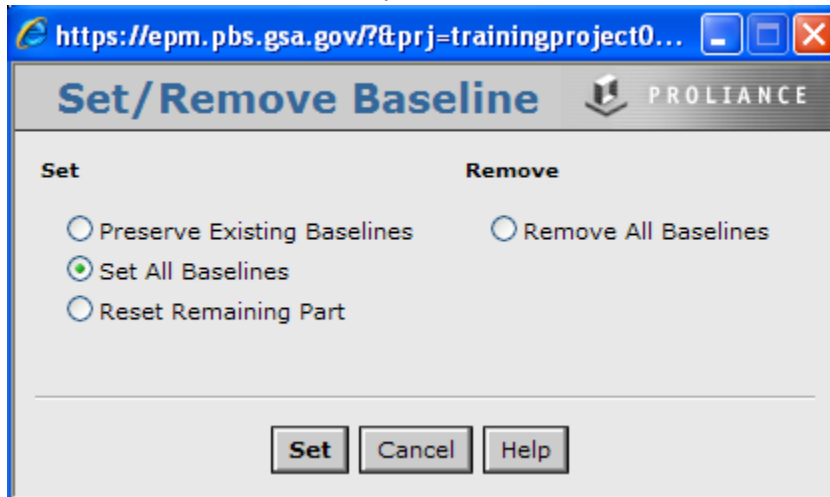 https://epm.pbs.gsa.gov/?&prj=trainingproject0...
Set/Remove Baseline PROLIANCE
Set Remove
Preserve Existing Baselines Remove All Baselines
Set All Baselines
Reset Remaining Part
Set Cancel Help